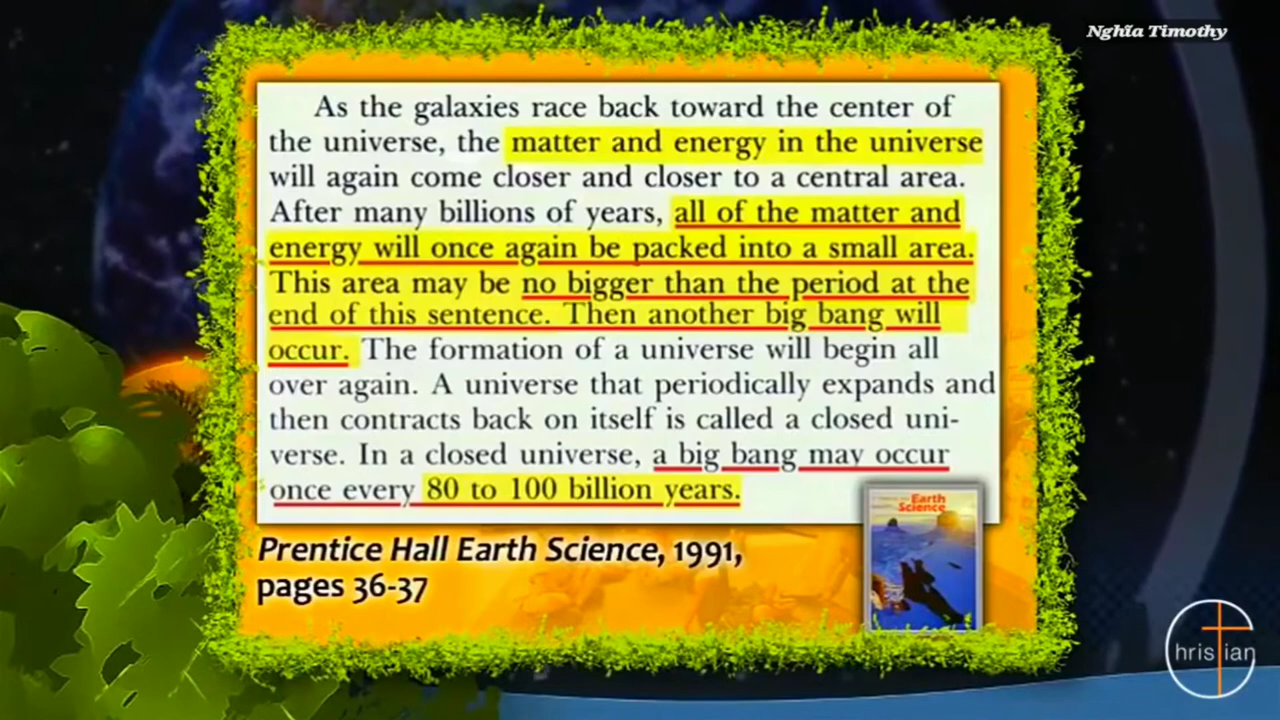 Nghĩa Timothy
As the galaxies race back toward the center of
the universe, the matter and energy in the universe
will again come closer and closer to a central area.
After many billions of years, all of the matter and
energy will once again be packed into a small area.
This area may be no bigger than the period at the
end of this sentence. Then another big bang will
occur. The formation of a universe will begin all
over again. A universe that periodically expands and
then contracts back on itself is called a closed uni-
verse. In a closed universe, a big bang may occur
once every 80 to 100 billion years.
Earth
Science
Prentice Hall Earth Science, 1991,
pages 36-37
hris ian